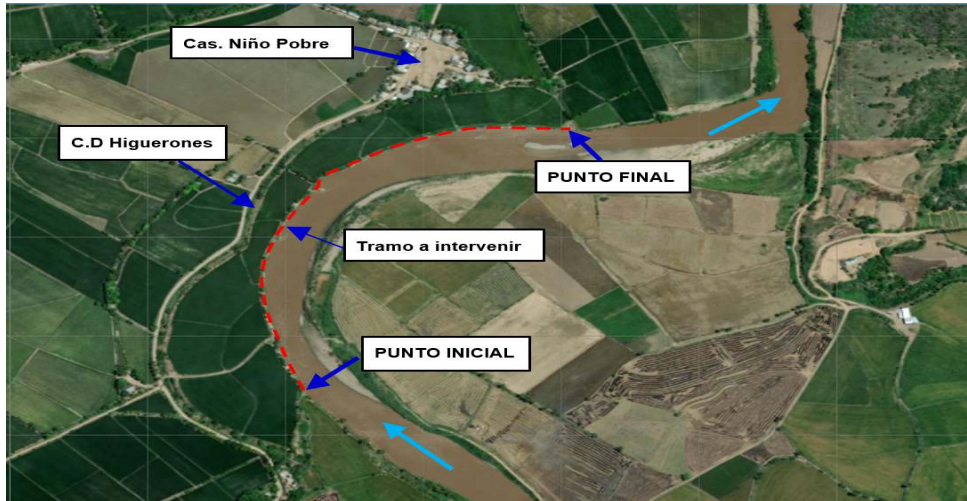 Cas. Niño Pobre
C.D Higuerones
PUNTO FINAL
Tramo a intervenir
PUNTO INICIAL